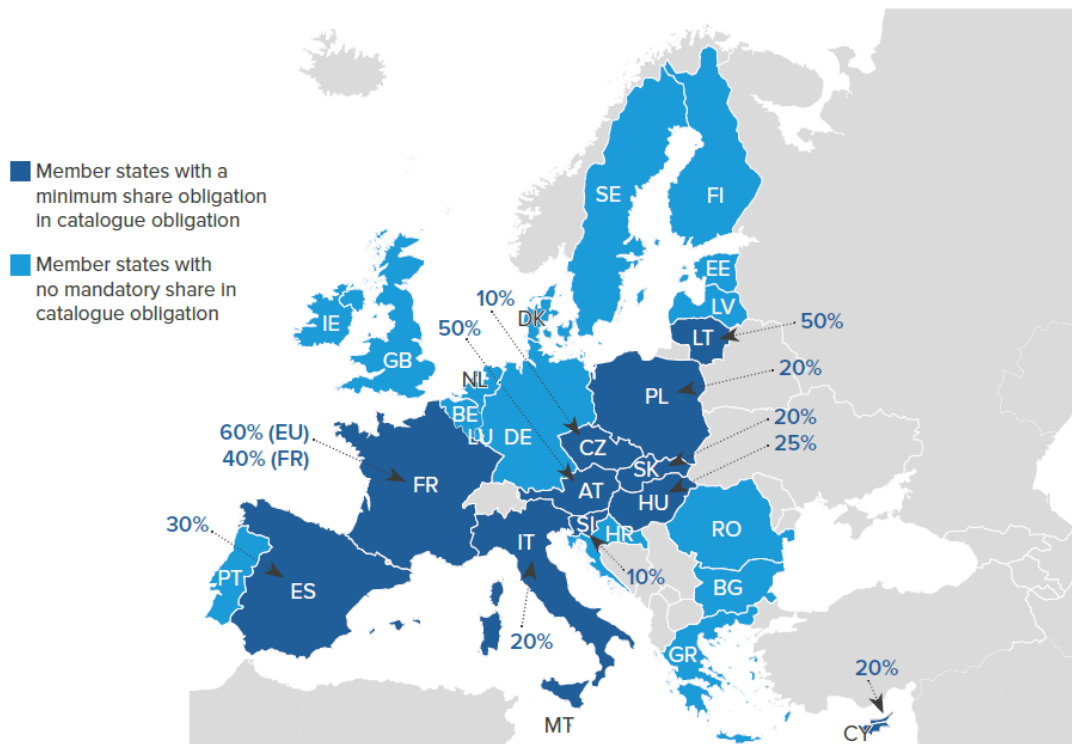 Member states with a
minimum share obligation
in catalogue obligation
Member states with
no mandatory share in
catalogue obligation
SE
FI
EE
LV
LT
50%
10%
DK
50%
IE
GB
NL
PL
20%
BE
LU
DE
20%
25%
60% (EU)
40% (FR)
CZ
SK
FR
AT
HU
30%
SI
HR
RO
IT
PT
ES
10%
BG
20%
GR
20%
MT
CY